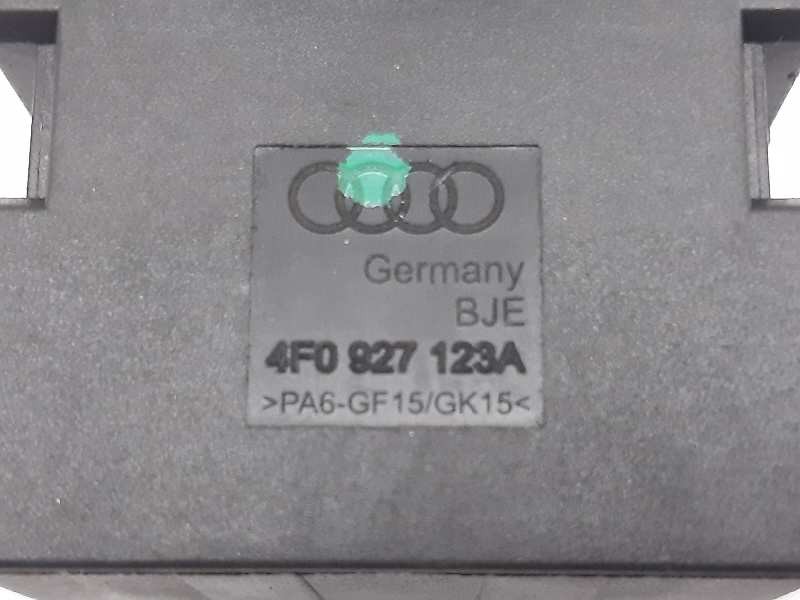 Germany
BJE
4F0 927 123A
>PA6-GF15/GK15<